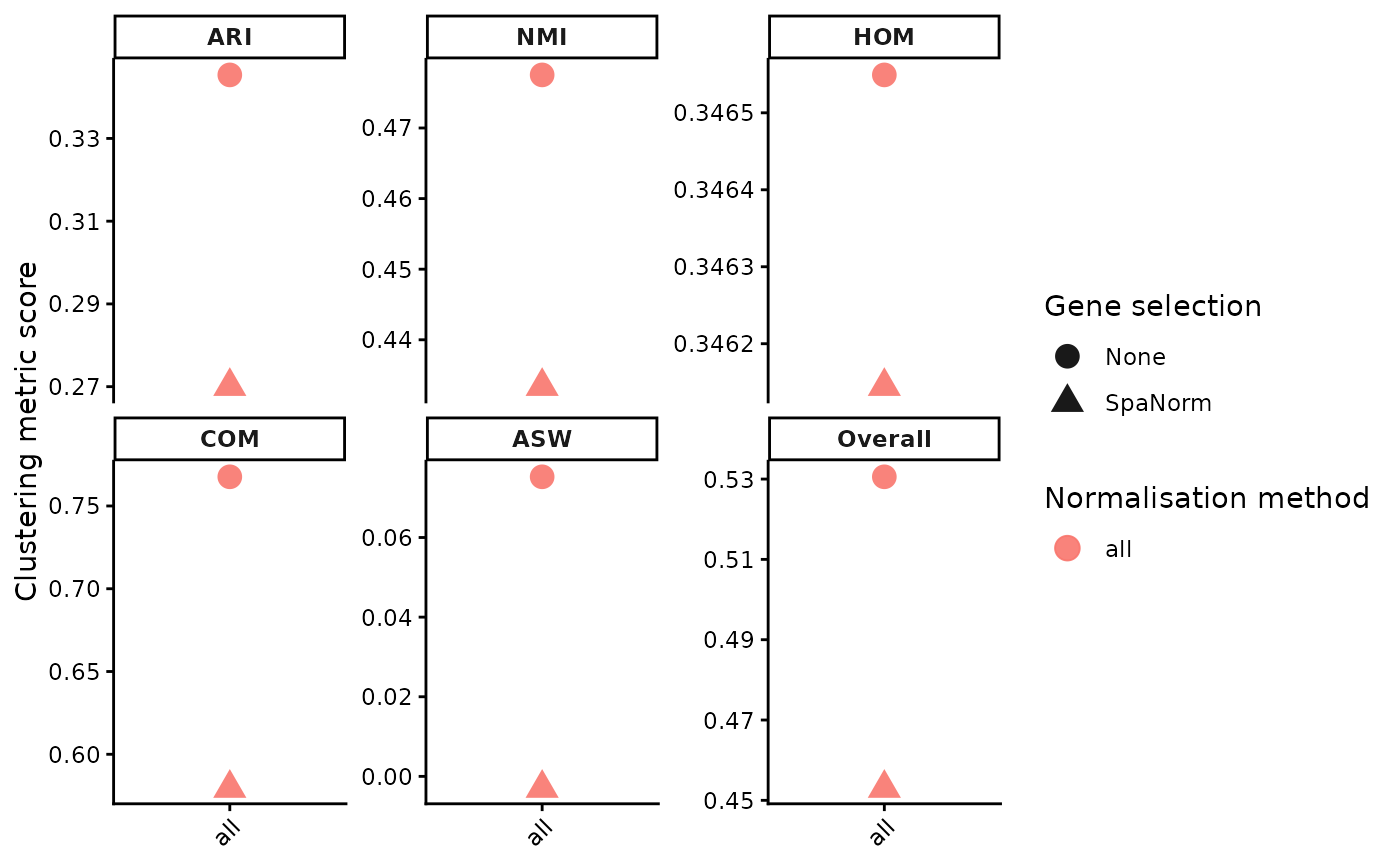 ARI
NMI
HOM
0.33
0.31
0.29
0.27
0.47
0.46
0.45
0.44
0.3465
0.3464
0.3463
0.3462
Clustering metric score
COM
ASW
Overall
0.75
0.70
0.65
0.60
0.06
0.04
0.02
0.00
0.53
0.51
0.49
0.47
0.45
all
all
all
Gene selection
None
SpaNorm
Normalisation method
all